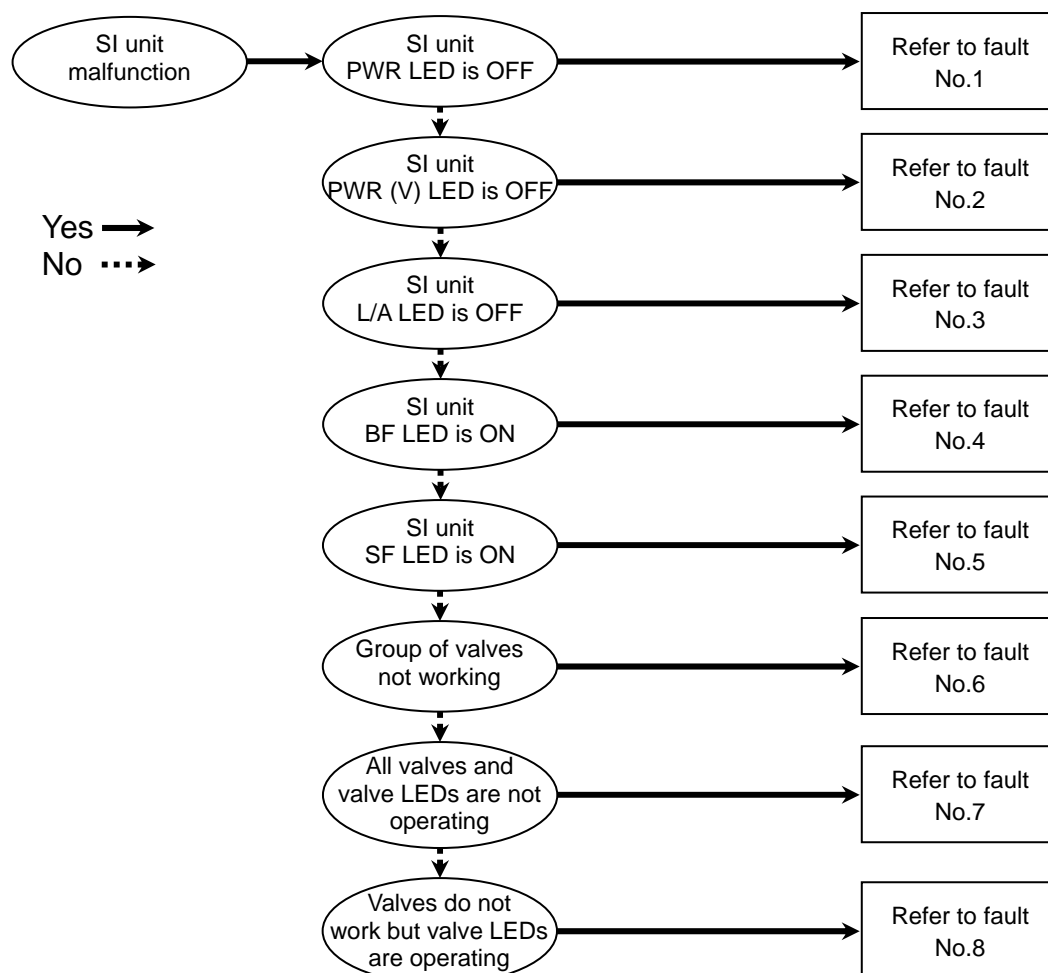 SI unit
malfunction
SI unit
PWR LED is OFF
Refer to fault
No.1
SI unit
PWR (V) LED is OFF
Refer to fault
No.2
Yes
No
SI unit
L/A LED is OFF
Refer to fault
No.3
SI unit
BF LED is ON
Refer to fault
No.4
SI unit
SF LED is ON
Refer to fault
No.5
Group of valves
not working
Refer to fault
No.6
All valves and
valve LEDs are not
operating
Refer to fault
No.7
Valves do not
work but valve LEDs
are operating
Refer to fault
No.8